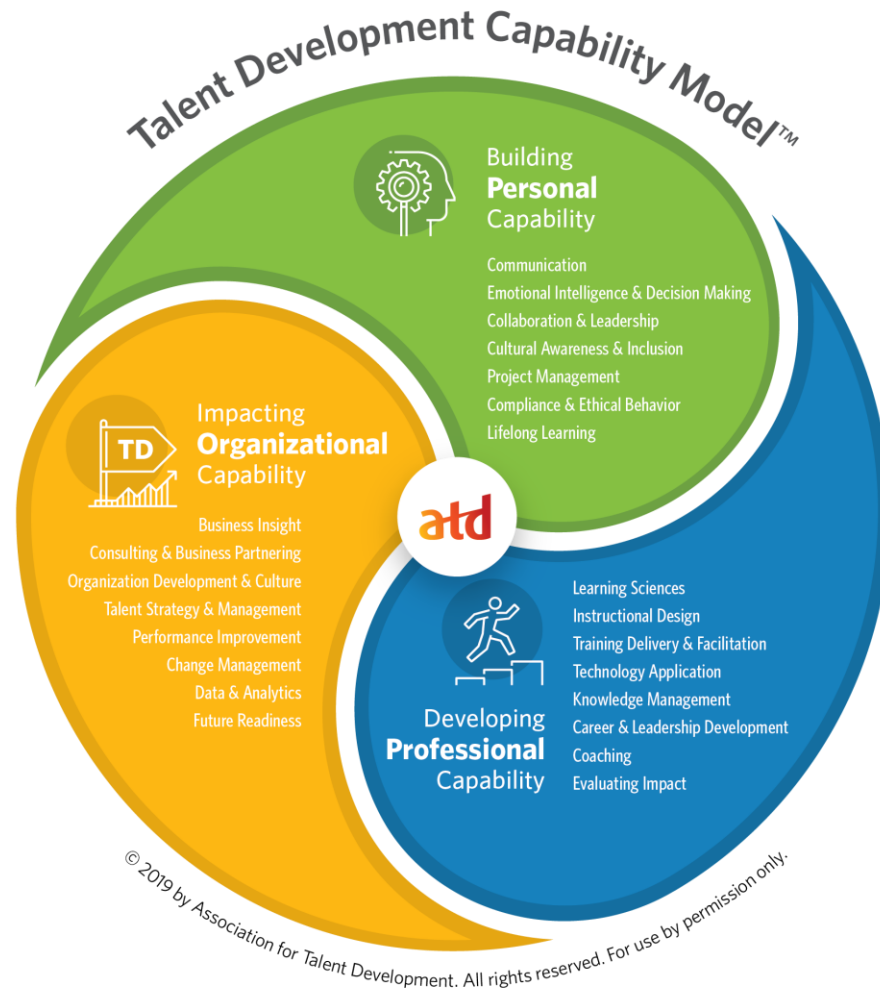 Talent Development Capability Model™
Building
Personal
Capability
Communication
Emotional Intelligence & Decision Making
Collaboration & Leadership
Cultural Awareness & Inclusion
Project Management
Compliance & Ethical Behavior
Lifelong Learning
TD
Impacting
Organizational
Capability
Business Insight
Consulting & Business Partnering
Organization Development & Culture
Talent Strategy & Management
Performance Improvement
Change Management
Data & Analytics
Future Readiness
atd
Developing
Professional
Capability
Learning Sciences
Instructional Design
Training Delivery & Facilitation
Technology Application
Knowledge Management
Career & Leadership Development
Coaching
Evaluating Impact
© 2019 by Association for Talent Development. All rights reserved. For use by permission only.